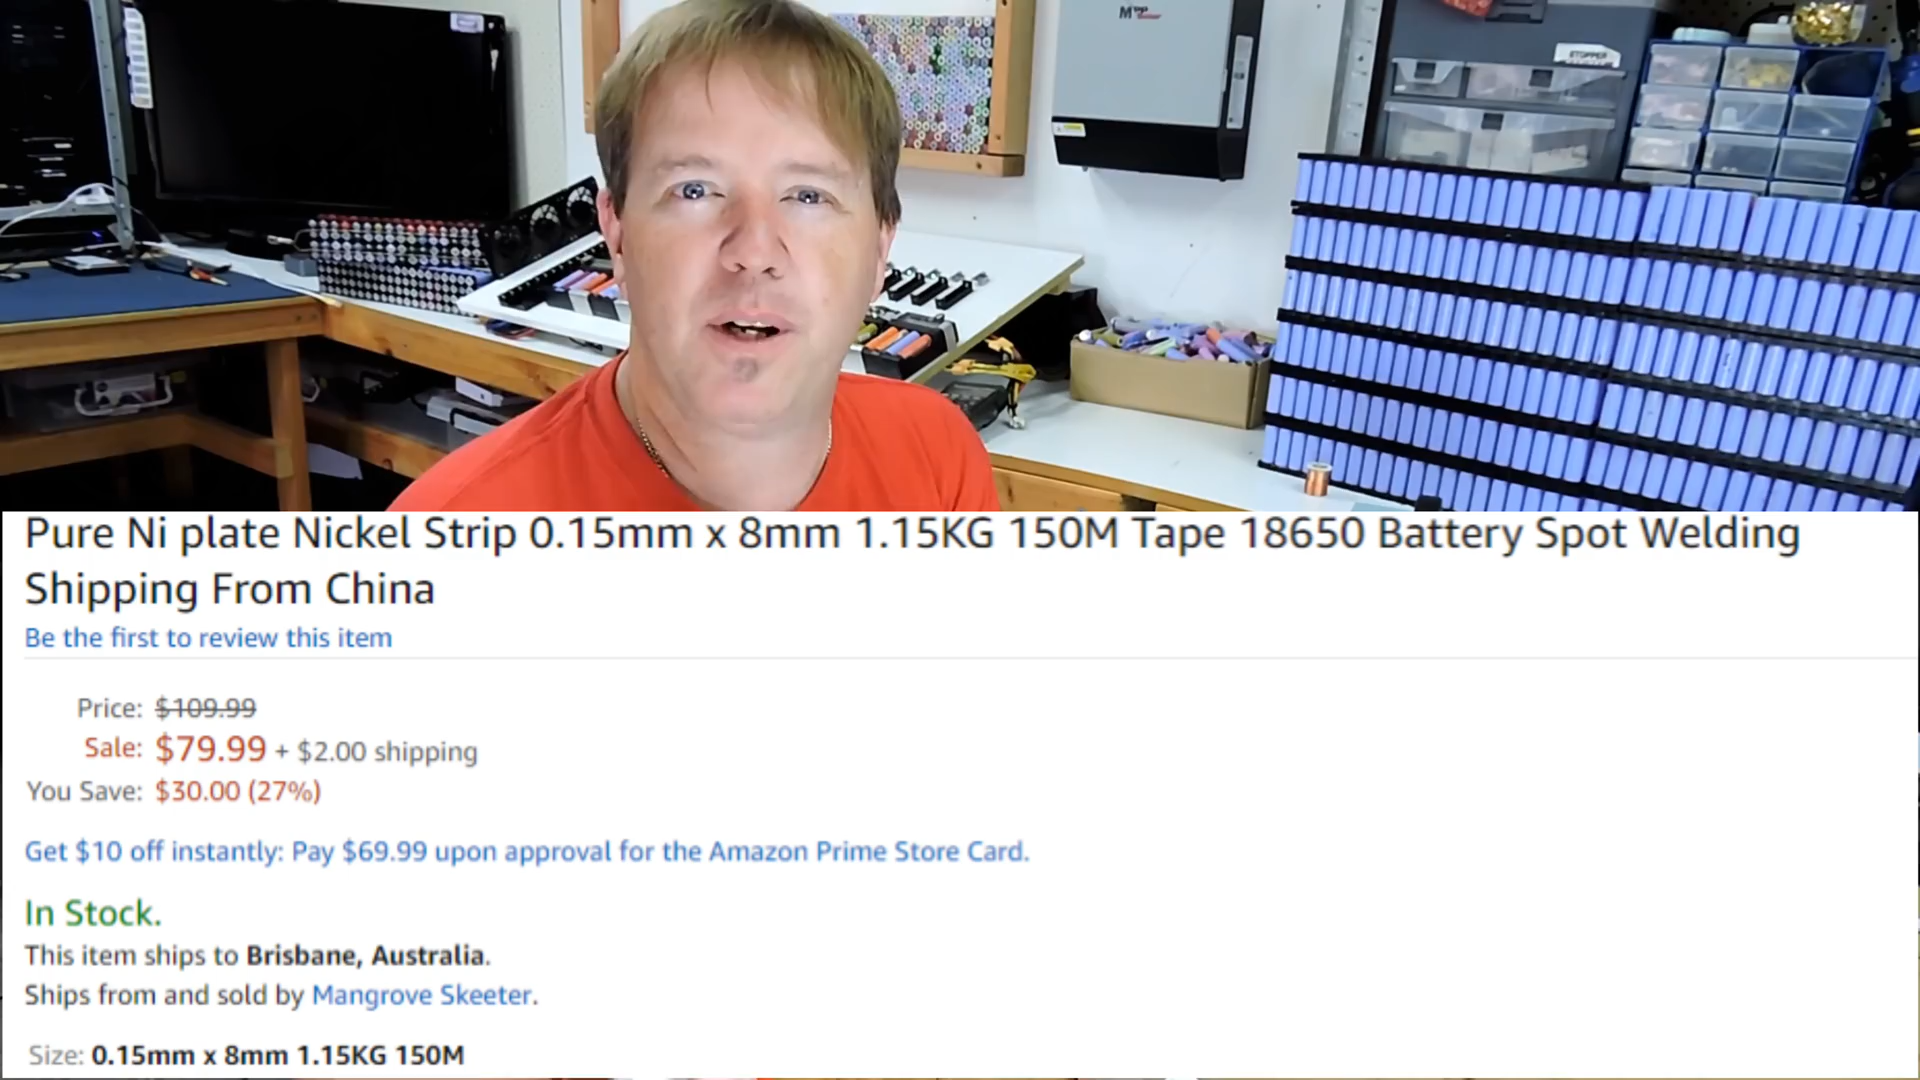 STOPPER
Pure Ni plate Nickel Strip 0.15mm x 8mm 1.15KG 150M Tape 18650 Battery Spot Welding
Shipping From China
Be the first to review this item
Price: $109.99
Sale: $79.99 + $2.00 shipping
You Save: $30.00 (27%)
Get $10 off instantly: Pay $69.99 upon approval for the Amazon Prime Store Card.
In Stock.
This item ships to Brisbane, Australia.
Ships from and sold by Mangrove Skeeter.
Size: 0.15mm x 8mm 1.15KG 150M